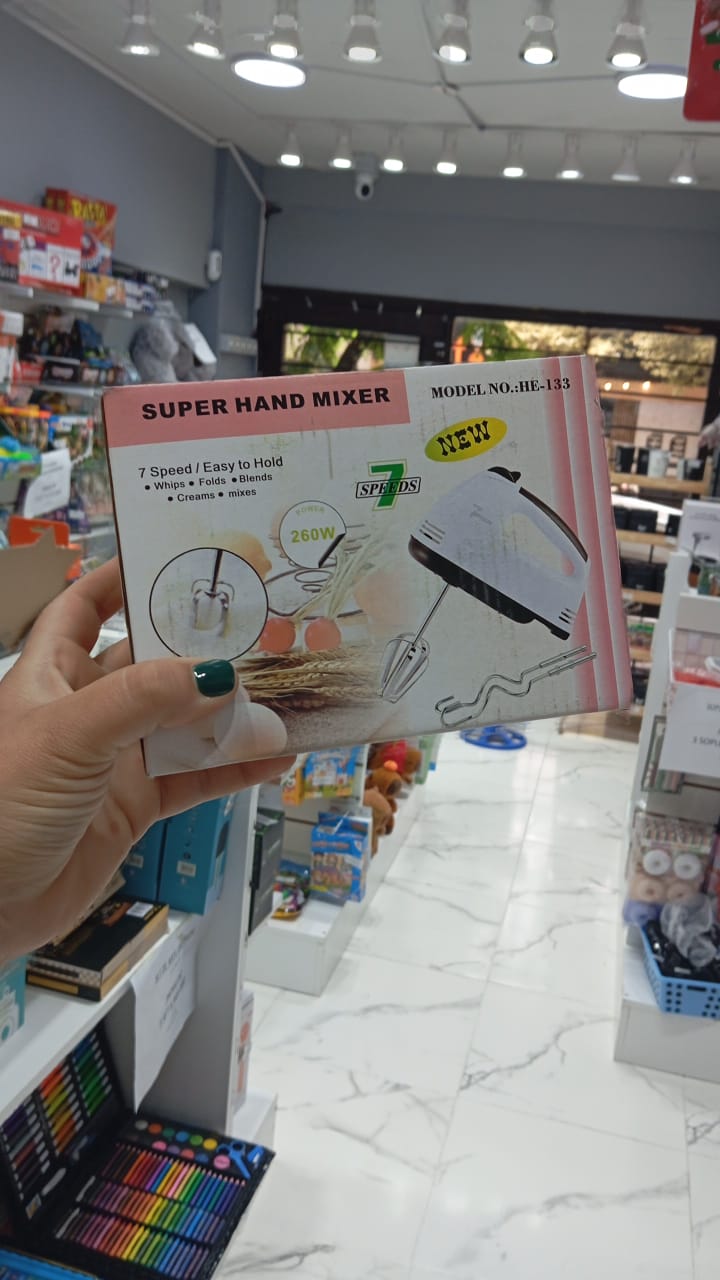 SUPER HAND MIXER
MODEL NO.:HE-133
NEW
7 Speed / Easy to Hold
• Whips • Folds • Blends
• Creams • mixes
7
SPEEDS
POWER
260W